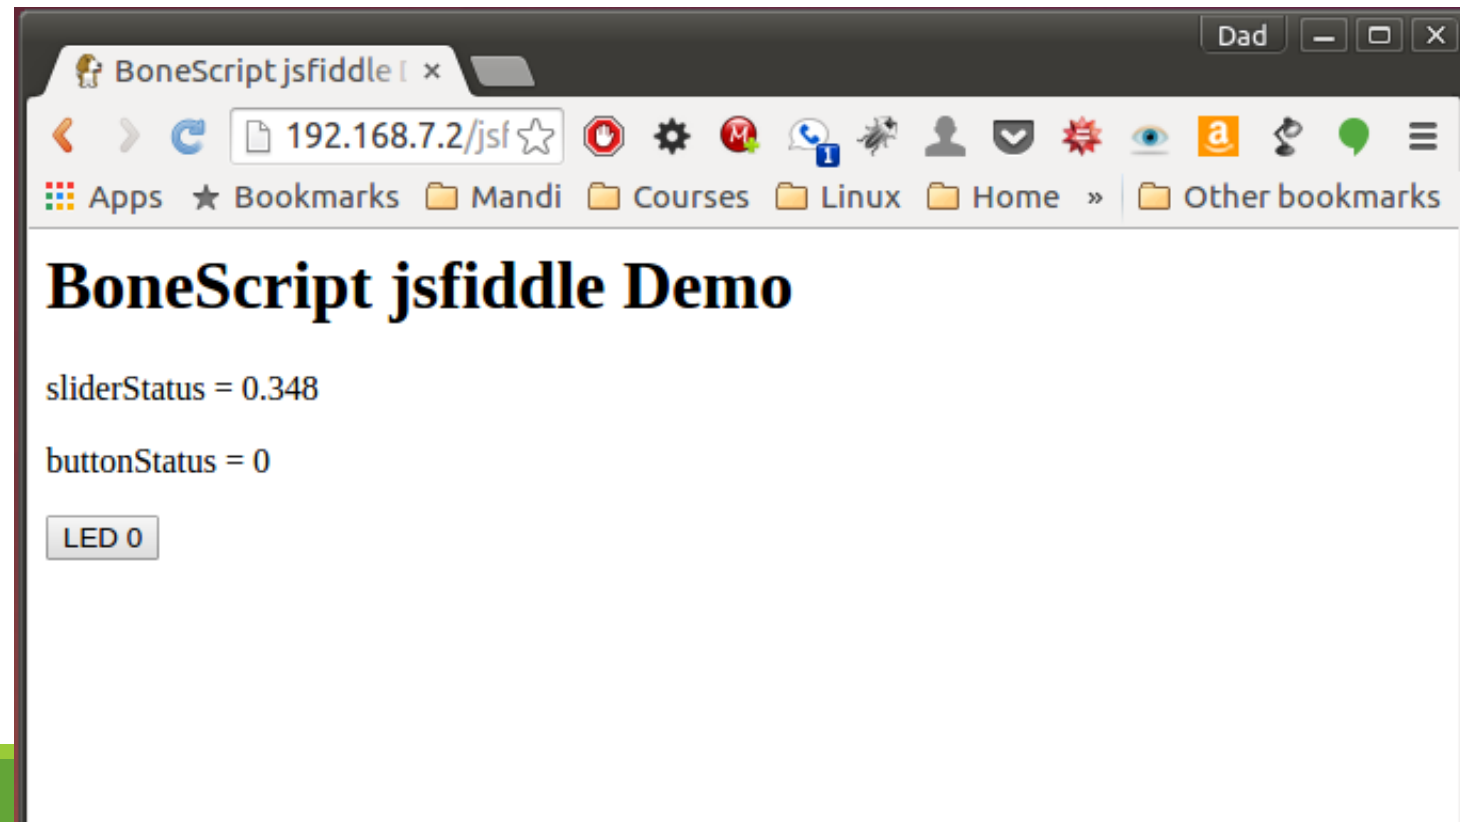 Dad
BoneScript jsfiddle
192.168.7.2/jsf
1
Apps Bookmarks Mandi Courses Linux Home » Other bookmarks
BoneScript jsfiddle Demo
sliderStatus = 0.348
buttonStatus = 0
LED 0